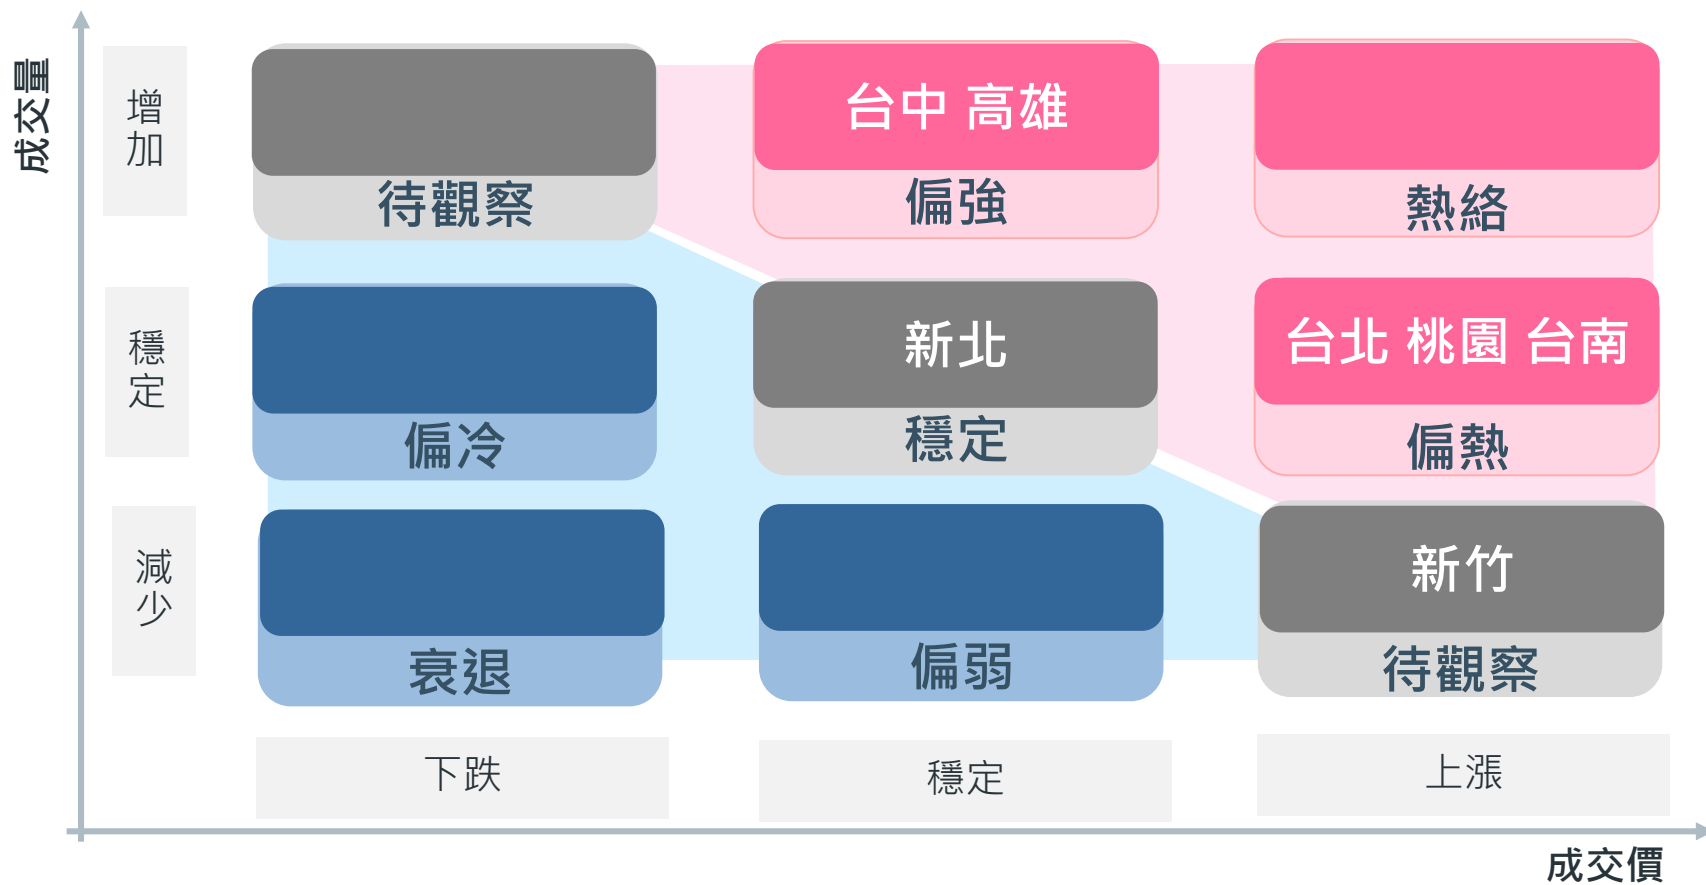 成交量
增加
待觀察
台中 高雄
偏強
熱絡
穩定
偏冷
新北
穩定
台北 桃園 台南
偏熱
減少
衰退
偏弱
新竹
待觀察
下跌
穩定
上漲
成交價